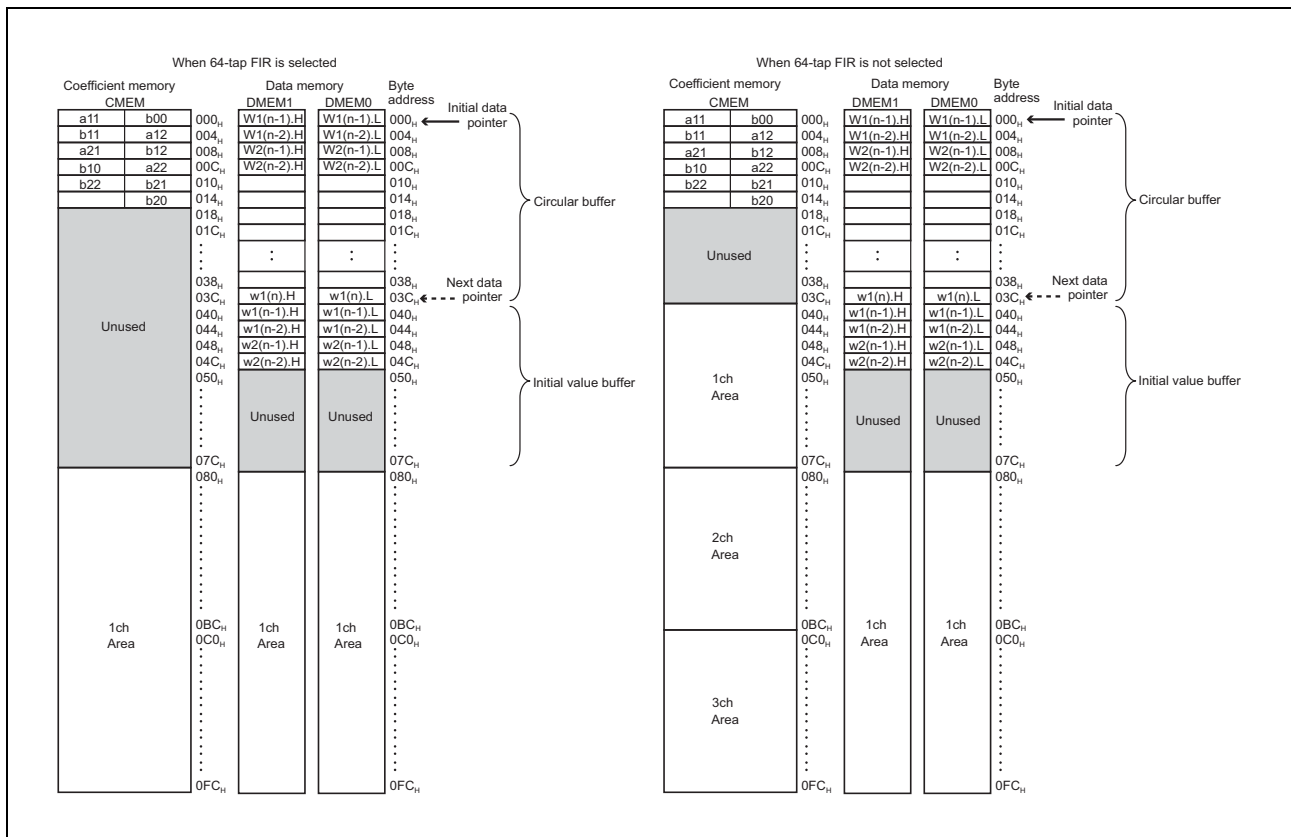 When 64-tap FIR is selected
Coefficient memory
CMEM
Data memory
DMEM1 DMEM0
Byte
address
a11 b00 000H W1(n-1).H W1(n-1).L 000H
b11 a12 004H W1(n-2).H W1(n-2).L 004H
a21 b12 008H W2(n-1).H W2(n-1).L 008H
b10 a22 00CH W2(n-2).H W2(n-2).L 00CH
b22 b21 010H 010H
b20 014H 014H
018H 018H
01CH 01CH
: :
038H 038H
03CH w1(n).H w1(n).L 03CH
040H w1(n-1).H w1(n-1).L 040H
044H w1(n-2).H w1(n-2).L 044H
048H w2(n-1).H w2(n-1).L 048H
04CH w2(n-2).H w2(n-2).L 04CH
050H 050H
Unused
Unused Unused
07CH 07CH
080H 080H
1ch
Area
1ch
Area
1ch
Area
0BCH 0BCH
0C0H 0C0H
0FCH 0FCH
Initial data
pointer
Circular buffer
Next data
pointer
Initial value buffer
When 64-tap FIR is not selected
Coefficient memory
CMEM
Data memory
DMEM1 DMEM0
Byte
address
a11 b00 000H W1(n-1).H W1(n-1).L 000H
b11 a12 004H W1(n-2).H W1(n-2).L 004H
a21 b12 008H W2(n-1).H W2(n-1).L 008H
b10 a22 00CH W2(n-2).H W2(n-2).L 00CH
b22 b21 010H 010H
b20 014H 014H
018H 018H
01CH 01CH
Unused : :
038H 038H
03CH w1(n).H w1(n).L 03CH
040H w1(n-1).H w1(n-1).L 040H
044H w1(n-2).H w1(n-2).L 044H
048H w2(n-1).H w2(n-1).L 048H
04CH w2(n-2).H w2(n-2).L 04CH
050H 050H
1ch
Area
Unused Unused
07CH 07CH
080H 080H
2ch
Area
0BCH 0BCH
0C0H 0C0H
1ch
Area
1ch
Area
3ch
Area
0FCH 0FCH
Initial data
pointer
Circular buffer
Next data
pointer
Initial value buffer